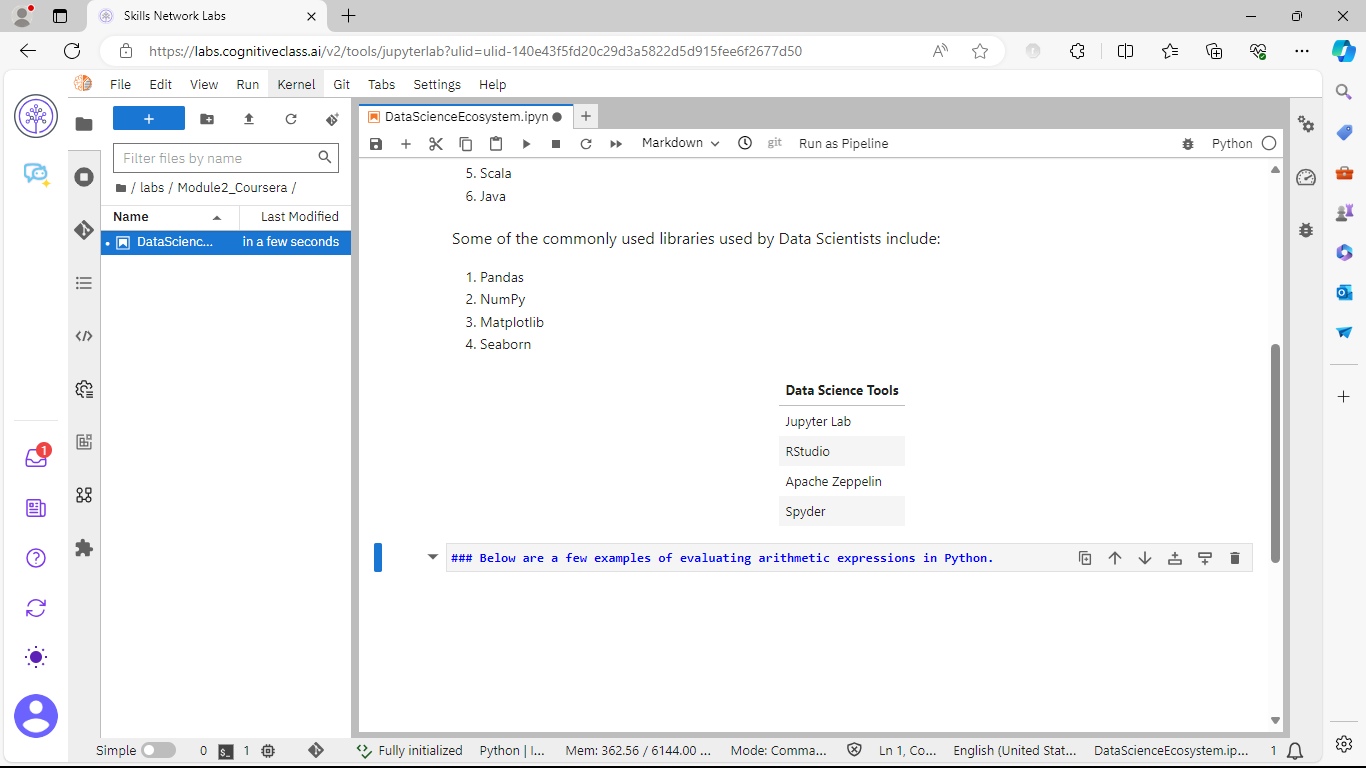 Skills Network Labs
https://labs.cognitiveclass.ai/v2/tools/jupyterlab?ulid=ulid-140e43f5fd20c29d3a5822d5d915fee6f2677d50
File Edit View Run Kernel Git Tabs Settings Help
DataScienceEcosystem.ipyn
Markdown git Run as Pipeline Python
Filter files by name
/ labs / Module2_Coursera /
Name Last Modified
DataScienc... in a few seconds
5. Scala
6. Java
Some of the commonly used libraries used by Data Scientists include:
1. Pandas
2. NumPy
3. Matplotlib
4. Seaborn
Data Science Tools
Jupyter Lab
RStudio
Apache Zeppelin
Spyder
### Below are a few examples of evaluating arithmetic expressions in Python.
1
Simple 0 1 Fully initialized Python | I... Mem: 362.56 / 6144.00 ... Mode: Comma... Ln 1, Co... English (United Stat... DataScienceEcosystem.ip... 1